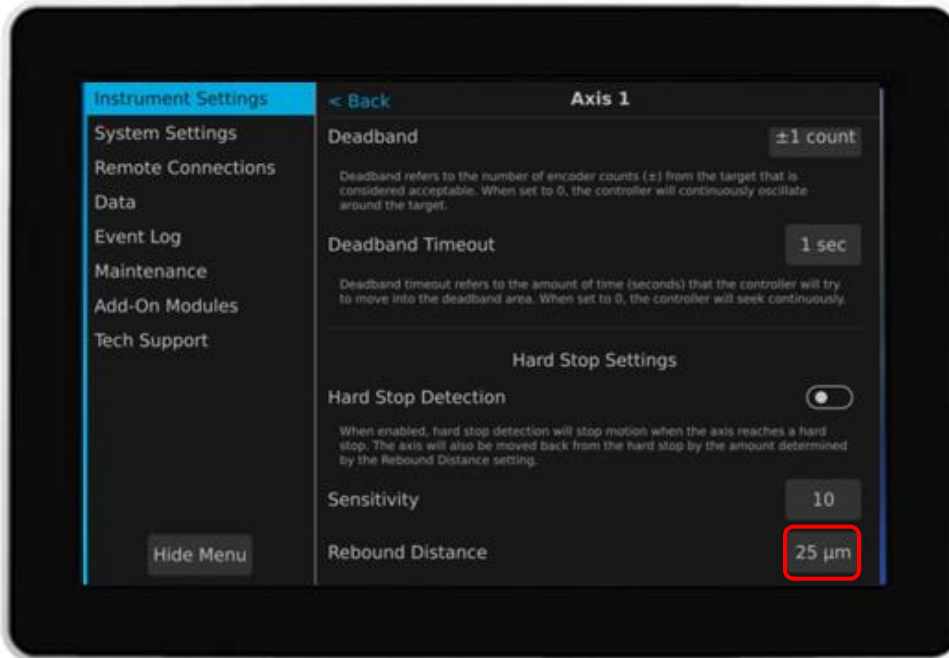 Instrument Settings
System Settings
Remote Connections
Data
Event Log
Maintenance
Add-On Modules
Tech Support
Hide Menu
< Back
Axis 1
Deadband
±1 count
Deadband refers to the number of encoder counts (±) from the target that is
considered acceptable. When set to 0, the controller will continuously oscillate
around the target.
Deadband Timeout
1 sec
Deadband timeout refers to the amount of time (seconds) that the controller will try
to move into the deadband area. When set to 0, the controller will seek continuously.
Hard Stop Settings
Hard Stop Detection
When enabled, hard stop detection will stop motion when the axis reaches a hard
stop. The axis will also be moved back from the hard stop by the amount determined
by the Rebound Distance setting.
Sensitivity
10
Rebound Distance
25 µm